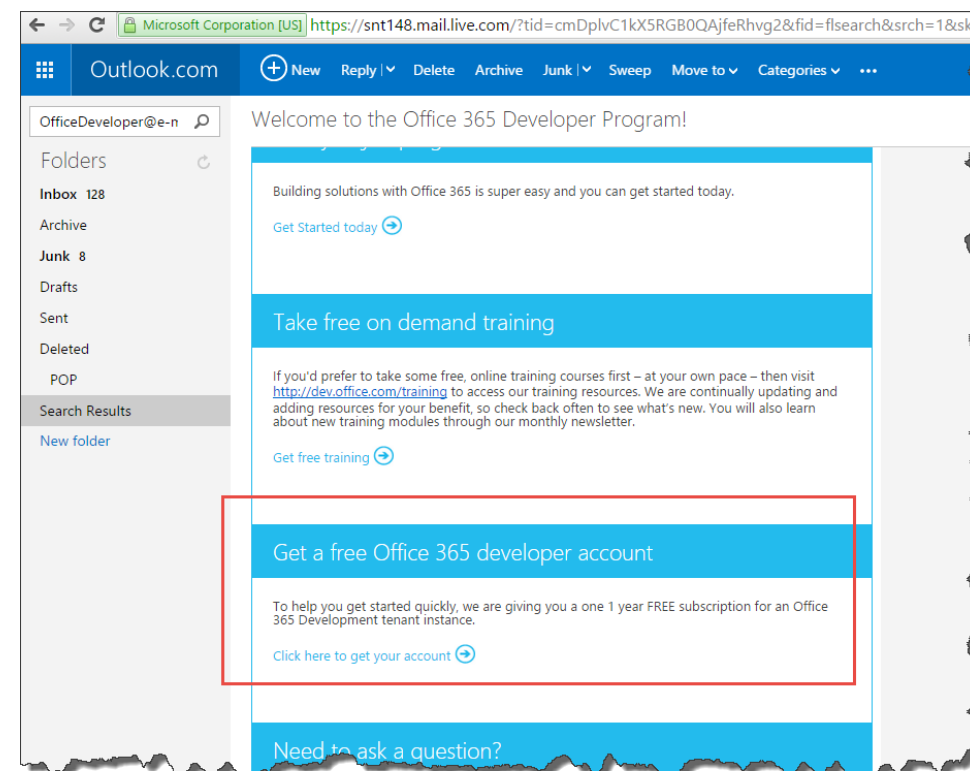 Microsoft Corporation [US] https://snt148.mail.live.com/?tid=cmDplvC1kX5RGB0QAjfeRhvg2&fid=flsearch&srch=1&sk
Outlook.com New Reply Delete Archive Junk Sweep Move to Categories ...
OfficeDeveloper@e-n
Welcome to the Office 365 Developer Program!
Folders
Inbox 128
Archive
Junk 8
Drafts
Sent
Deleted
POP
Search Results
New folder
Building solutions with Office 365 is super easy and you can get started today.
Get Started today
Take free on demand training
If you'd prefer to take some free, online training courses first – at your own pace – then visit
http://dev.office.com/training to access our training resources. We are continually updating and
adding resources for your benefit, so check back often to see what's new. You will also learn
about new training modules through our monthly newsletter.
Get free training
Get a free Office 365 developer account
To help you get started quickly, we are giving you a one 1 year FREE subscription for an Office
365 Development tenant instance.
Click here to get your account
Need to ask a question?